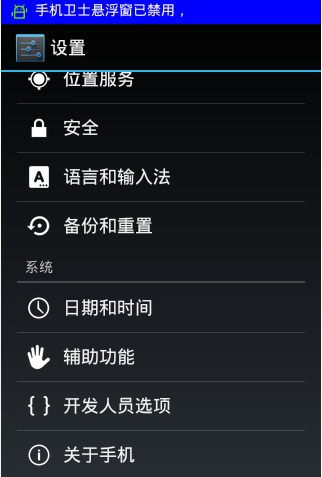 手机卫士悬浮窗已禁用，
设置
位置服务
安全
语言和输入法
备份和重置
系统
日期和时间
辅助功能
开发人员选项
关于手机